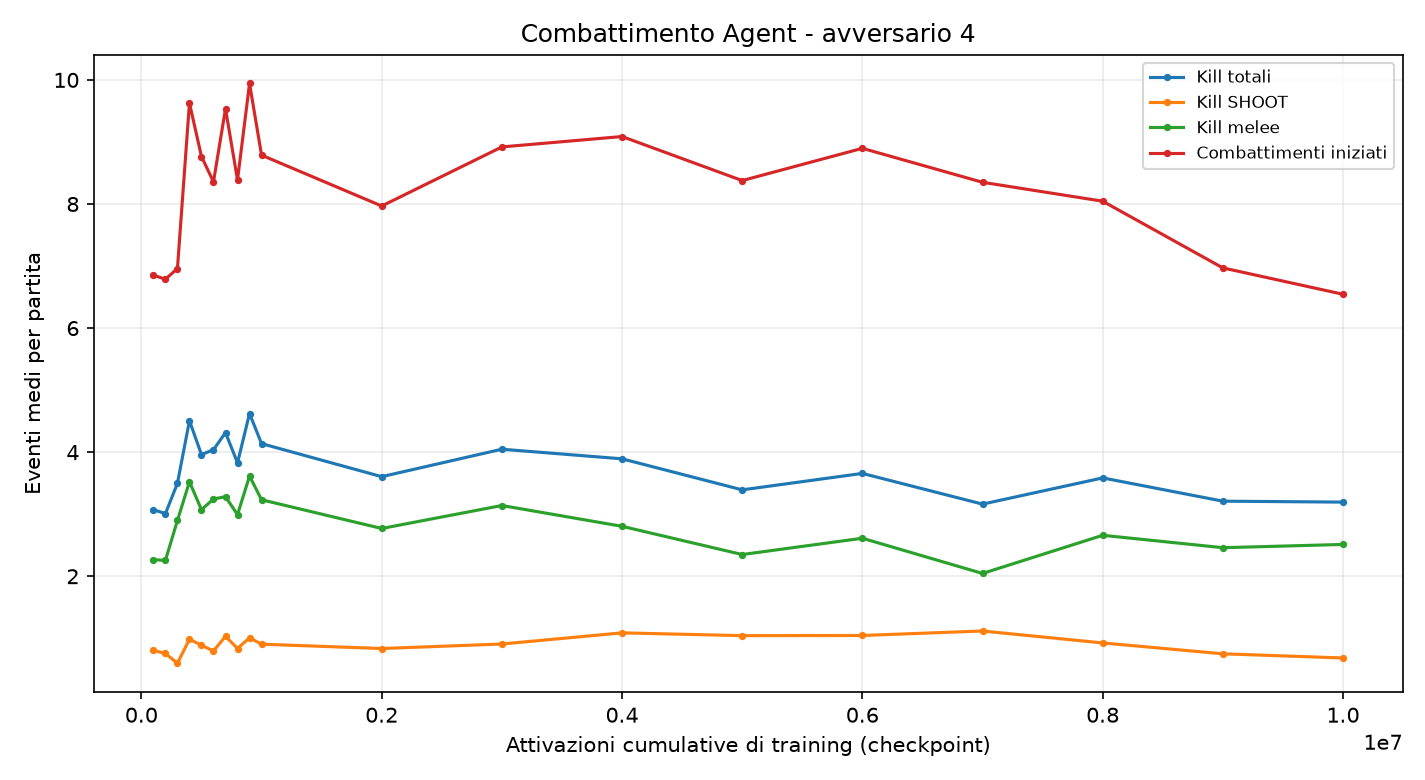 Combattimento Agent - avversario 4
Kill totali
Kill SHOOT
Kill melee
Combattimenti iniziati
Eventi medi per partita
10
8
6
4
2
0.0 0.2 0.4 0.6 0.8 1.0
1e7
Attivazioni cumulative di training (checkpoint)